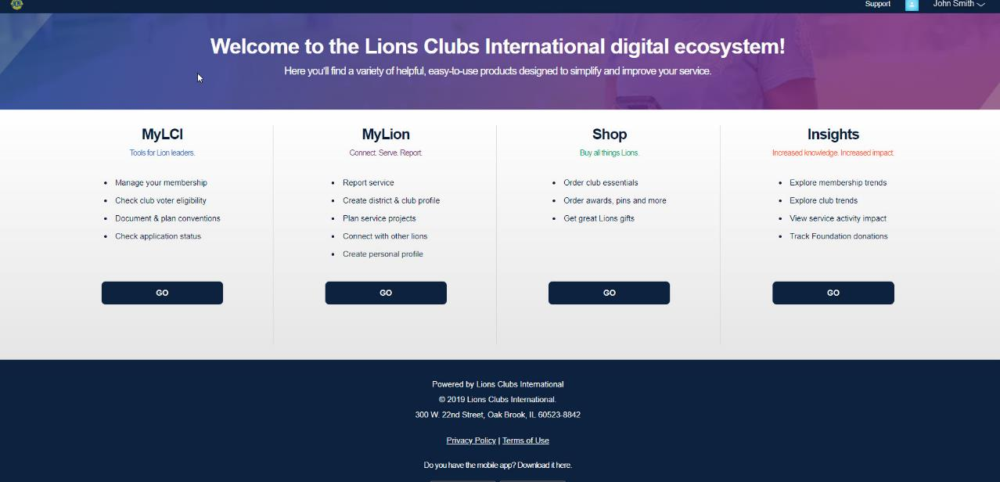 Support
John Smith
Welcome to the Lions Clubs International digital ecosystem!
Here you'll find a variety of helpful, easy-to-use products designed to simplify and improve your service.
MyLCI
Tools for Lion leaders.
• Manage your membership
• Check club voter eligibility
• Document & plan conventions
• Check application status
GO
MyLion
Connect. Serve. Report.
• Report service
• Create district & club profile
• Plan service projects
• Connect with other lions
• Create personal profile
GO
Shop
Buy all things Lions.
• Order club essentials
• Order awards, pins and more
• Get great Lions gifts
GO
Insights
Increased knowledge. Increased impact.
• Explore membership trends
• Explore club trends
• View service activity impact
• Track Foundation donations
GO
Powered by Lions Clubs International
© 2019 Lions Clubs International.
300 W. 22nd Street, Oak Brook, IL 60523-8842
Privacy Policy | Terms of Use
Do you have the mobile app? Download it here.